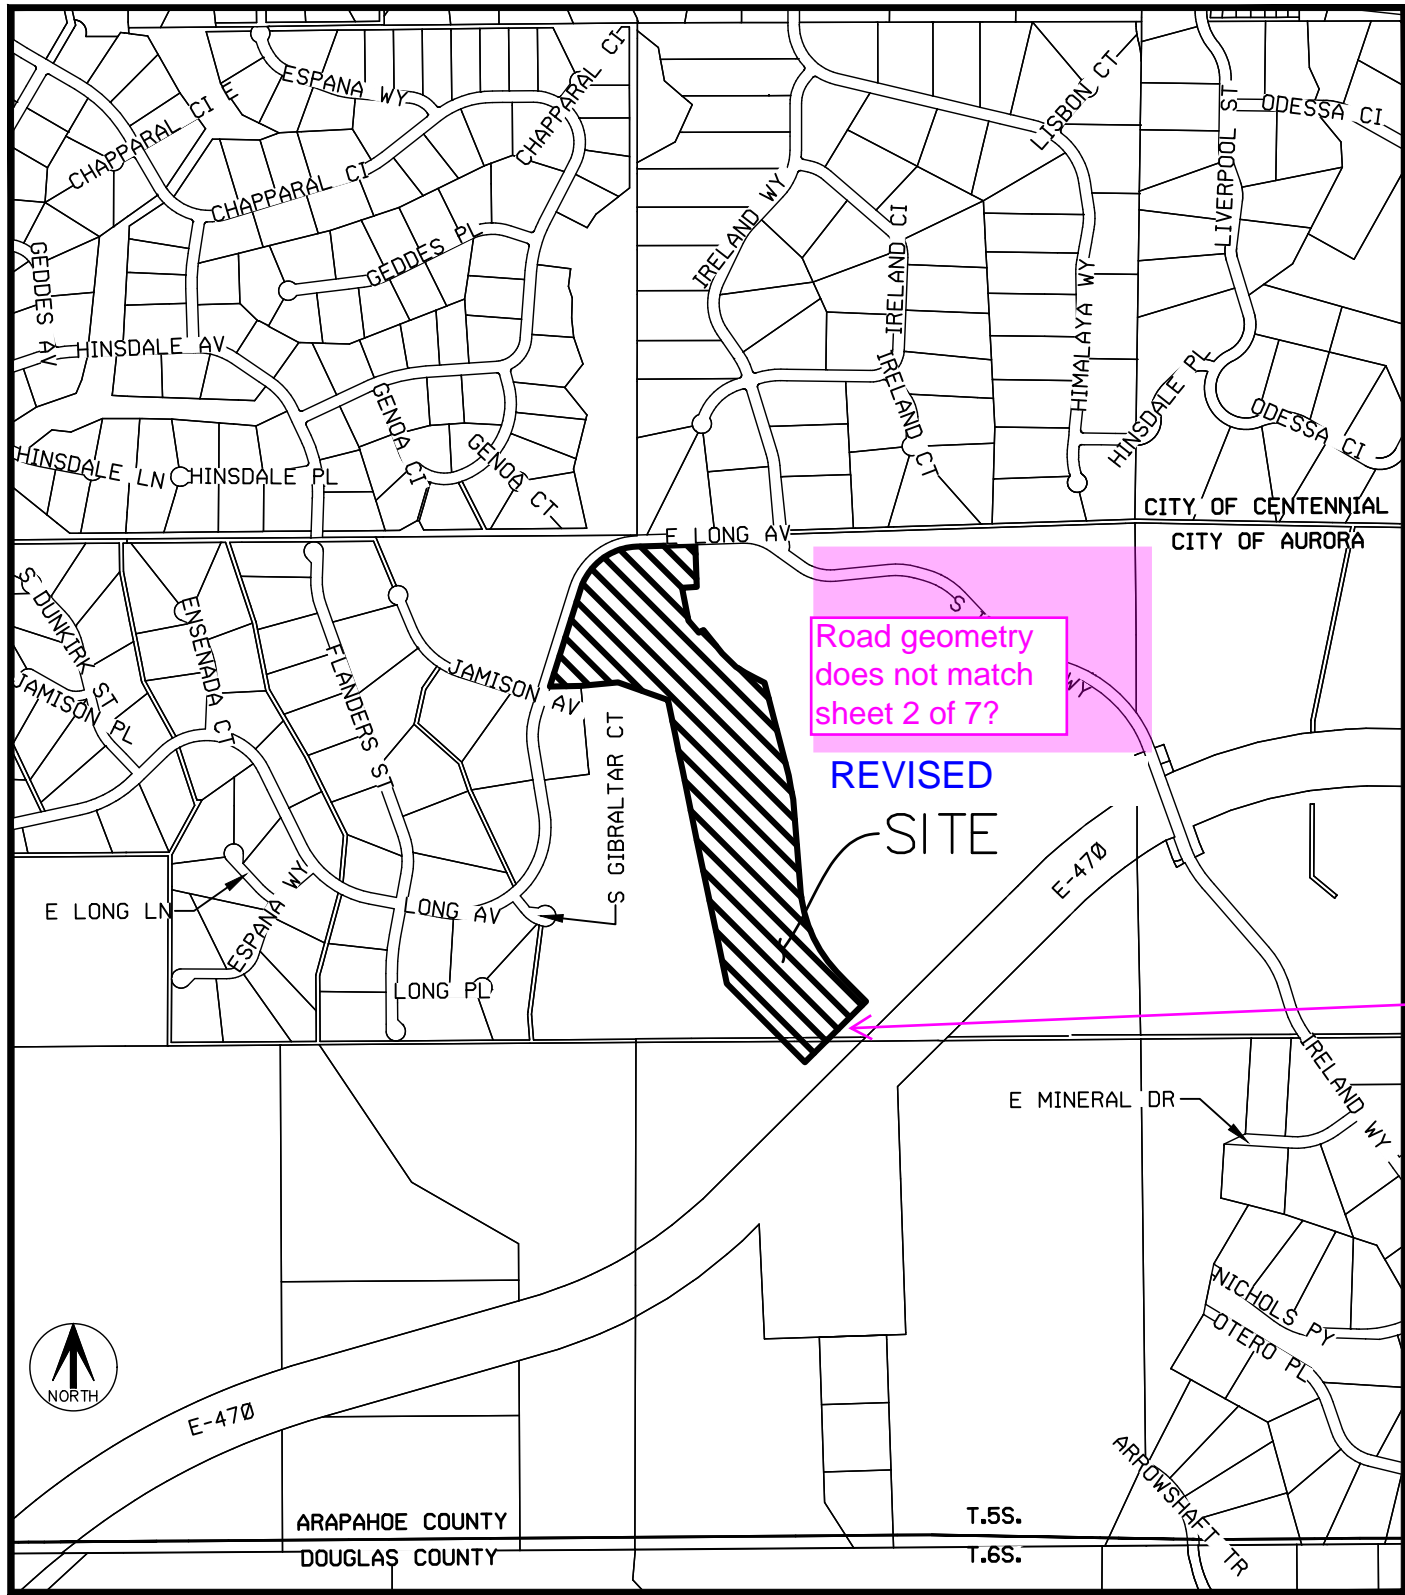 ESPANA WY
CHAPPARAL CI
LISBON CT
ODESSA CI
CHAPPARAL CI E
LIVERPOOL ST
CHAPPARAL CI
IRELAND WY
IRELAND CI
GEDDES PL
GEDDES AV
HIMALAYA WY
HINSDALE AV
IRELAND CT
HINSDALE PL
GENOA CI
ODESSA CI
GENOA CT
HINSDALE LN
HINSDALE PL
CITY OF CENTENNIAL
E LONG AV
CITY OF AURORA
S DUNKIRK ST
ENSENADA CT
S
WY
Road geometry
does not match
sheet 2 of 7?
FLANDERS ST
JAMISON AV
JAMISON PL
S GIBRALTAR CT
REVISED
SITE
E-470
E LONG LN
ESPANA WY
LONG AV
LONG PL
IRELAND WY
E MINERAL DR
NICHOLS PY
OTERO PL
NORTH
E-470
ARROWSHAFT TR
ARAPAHOE COUNTY
T.5S.
DOUGLAS COUNTY
T.6S.